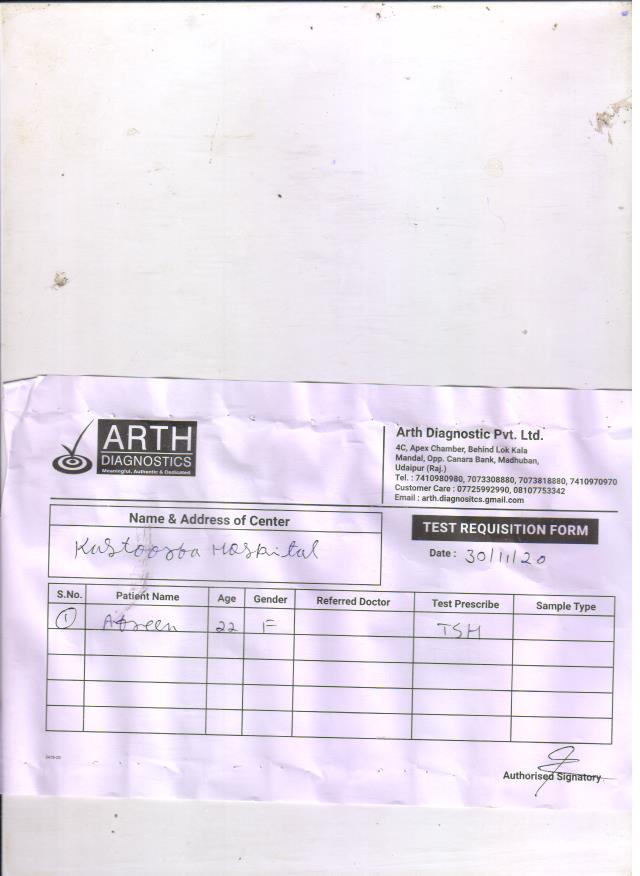 ARTH
DIAGNOSTICS
Meaningful, Authentic & Dedicated
Arth Diagnostic Pvt. Ltd.
4C, Apex Chamber, Behind Lok Kala
Mandal, Opp. Canara Bank, Madhuban,
Udaipur (Raj.)
Tel. : 7410980980, 7073308880, 7073818880, 7410970970
Customer Care : 07725992990, 08107753342
Email : arth.diagnositcs.gmail.com
Name & Address of Center
Kastoorba Hospital
TEST REQUISITION FORM
Date : 30/11/20
S.No. Patient Name Age Gender Referred Doctor Test Prescribe Sample Type
1 Afreen 22 F TSH
Authorised Signatory